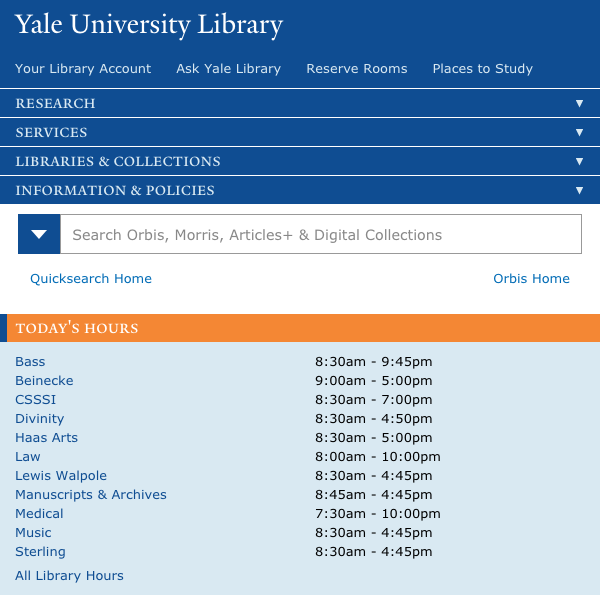 Yale University Library
Your Library Account Ask Yale Library Reserve Rooms Places to Study
RESEARCH ▼
SERVICES ▼
LIBRARIES & COLLECTIONS ▼
INFORMATION & POLICIES ▼
Search Orbis, Morris, Articles+ & Digital Collections
Quicksearch Home Orbis Home
TODAY'S HOURS
Bass 8:30am - 9:45pm
Beinecke 9:00am - 5:00pm
CSSSI 8:30am - 7:00pm
Divinity 8:30am - 4:50pm
Haas Arts 8:30am - 5:00pm
Law 8:00am - 10:00pm
Lewis Walpole 8:30am - 4:45pm
Manuscripts & Archives 8:45am - 4:45pm
Medical 7:30am - 10:00pm
Music 8:30am - 4:45pm
Sterling 8:30am - 4:45pm
All Library Hours